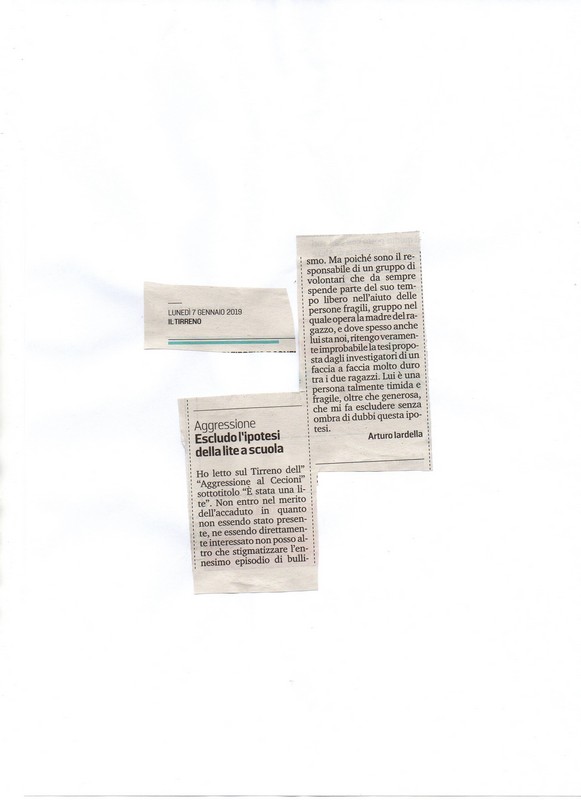 LUNEDÌ 7 GENNAIO 2019
IL TIRRENO
Aggressione
Escludo l'ipotesi
della lite a scuola
Ho letto sul Tirreno dell"
“Aggressione al Cecioni”
sottotitolo “È stata una li-
te”. Non entro nel merito
dell'accaduto in quanto
non essendo stato presen-
te, ne essendo direttamen-
te interessato non posso al-
tro che stigmatizzare l'en-
nesimo episodio di bulli-
smo. Ma poiché sono il re-
sponsabile di un gruppo di
volontari che da sempre
spende parte del suo tem-
po libero nell'aiuto delle
persone fragili, gruppo nel
quale opera la madre del ra-
gazzo, e dove spesso anche
lui sta noi, ritengo veramen-
te improbabile la tesi propo-
sta dagli investigatori di un
faccia a faccia molto duro
tra i due ragazzi. Lui è una
persona talmente timida e
fragile, oltre che generosa,
che mi fa escludere senza
ombra di dubbi questa ipo-
tesi.
Arturo Iardella